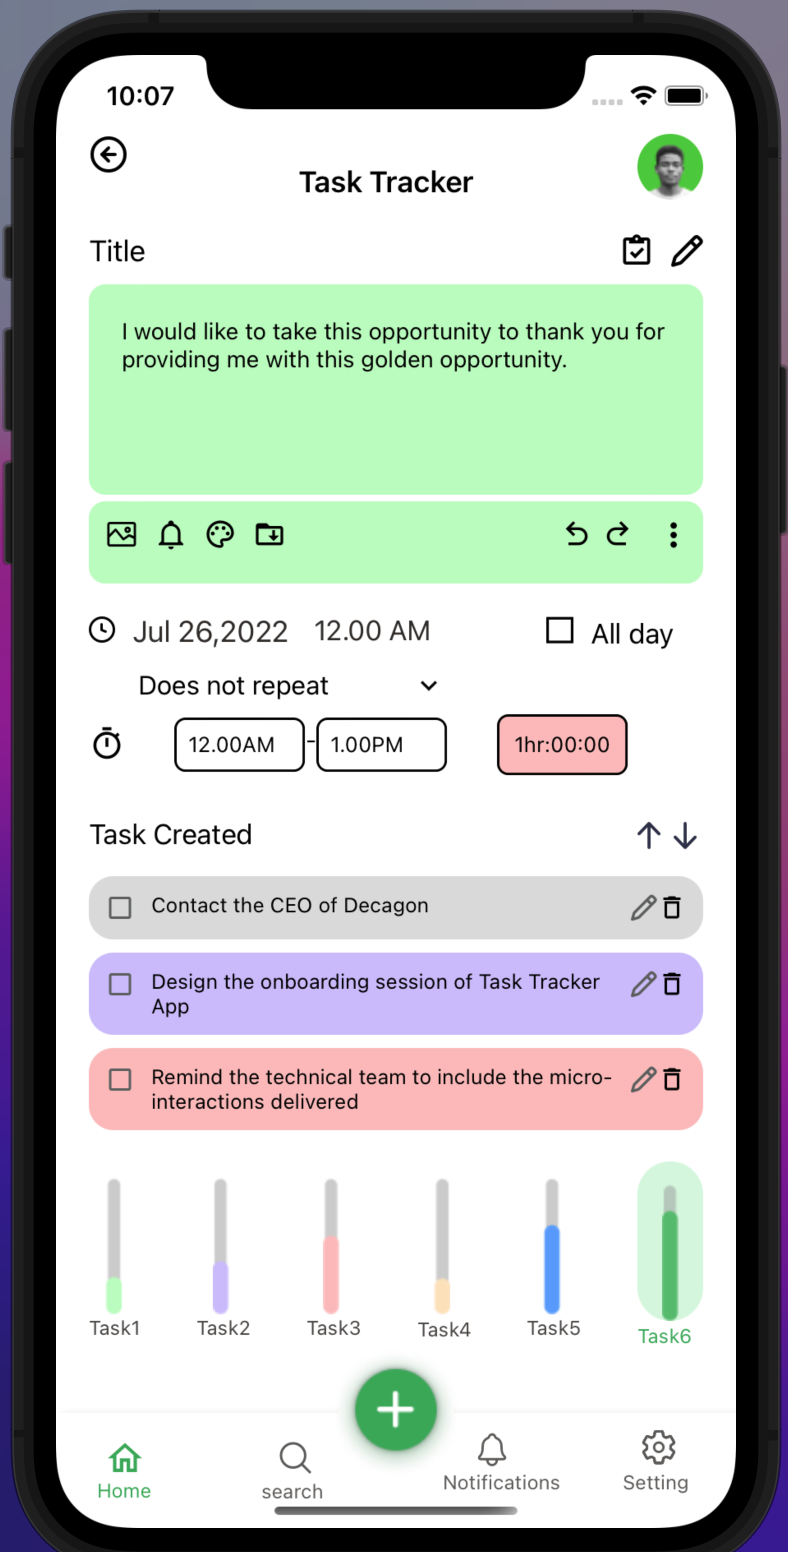 10:07
Task Tracker
Title
I would like to take this opportunity to thank you for
providing me with this golden opportunity.
Jul 26,2022 12.00 AM All day
Does not repeat
12.00AM - 1.00PM 1hr:00:00
Task Created
Contact the CEO of Decagon
Design the onboarding session of Task Tracker
App
Remind the technical team to include the micro-
interactions delivered
Task1 Task2 Task3 Task4 Task5 Task6
Home search Notifications Setting